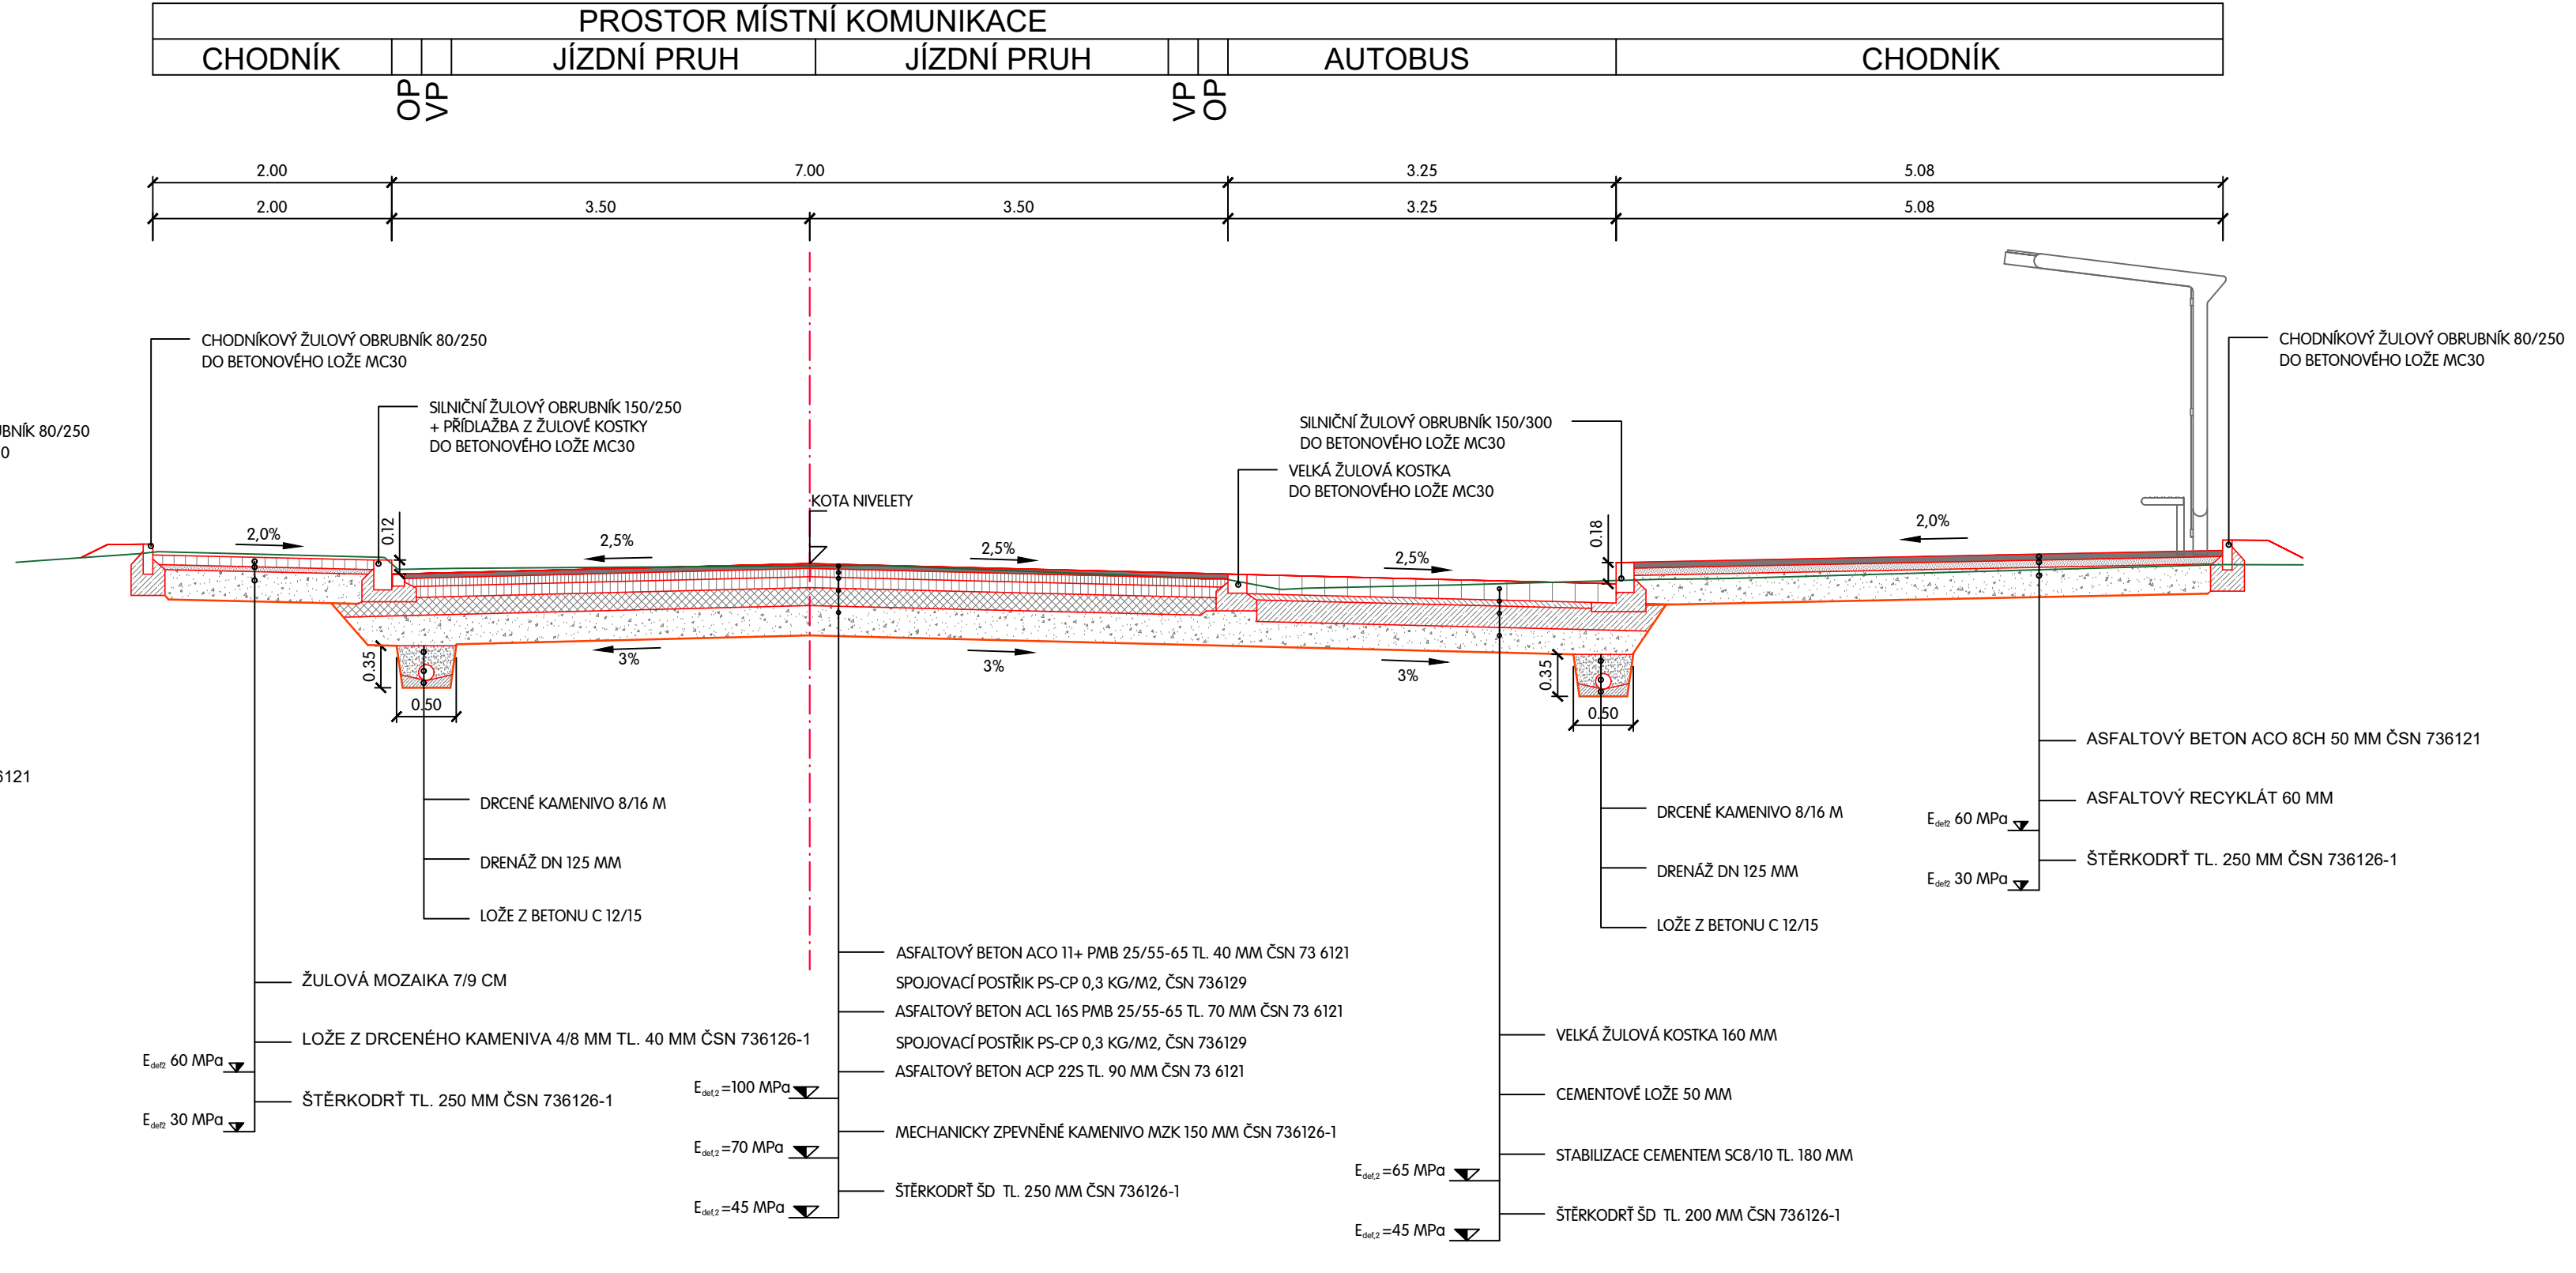 PROSTOR MÍSTNÍ KOMUNIKACE
CHODNÍK
JÍZDNÍ PRUH
JÍZDNÍ PRUH
AUTOBUS
CHODNÍK
OP
VP
VP
OP
2.00
7.00
3.25
5.08
2.00
3.50
3.50
3.25
5.08
CHODNÍKOVÝ ŽULOVÝ OBRUBNÍK 80/250
DO BETONOVÉHO LOŽE MC30
CHODNÍKOVÝ ŽULOVÝ OBRUBNÍK 80/250
DO BETONOVÉHO LOŽE MC30
UBNÍK 80/250
0
SILNIČNÍ ŽULOVÝ OBRUBNÍK 150/250
+ PŘÍDLAŽBA Z ŽULOVÉ KOSTKY
DO BETONOVÉHO LOŽE MC30
SILNIČNÍ ŽULOVÝ OBRUBNÍK 150/300
DO BETONOVÉHO LOŽE MC30
VELKÁ ŽULOVÁ KOSTKA
DO BETONOVÉHO LOŽE MC30
KOTA NIVELETY
2,0%
0.12
2,5%
2,5%
2,5%
0.18
2,0%
0.35
3%
3%
3%
0.35
0.50
0.50
6121
DRCENÉ KAMENIVO 8/16 M
DRENÁŽ DN 125 MM
LOŽE Z BETONU C 12/15
DRCENÉ KAMENIVO 8/16 M
DRENÁŽ DN 125 MM
LOŽE Z BETONU C 12/15
ASFALTOVÝ BETON ACO 8CH 50 MM ČSN 736121
ASFALTOVÝ RECYKLÁT 60 MM
Edef2 60 MPa
ŠTĚRKODRŤ TL. 250 MM ČSN 736126-1
Edef2 30 MPa
ŽULOVÁ MOZAIKA 7/9 CM
LOŽE Z DRCENÉHO KAMENIVA 4/8 MM TL. 40 MM ČSN 736126-1
Edef2 60 MPa
ŠTĚRKODRŤ TL. 250 MM ČSN 736126-1
Edef2 30 MPa
ASFALTOVÝ BETON ACO 11+ PMB 25/55-65 TL. 40 MM ČSN 73 6121
SPOJOVACÍ POSTŘIK PS-CP 0,3 KG/M2, ČSN 736129
ASFALTOVÝ BETON ACL 16S PMB 25/55-65 TL. 70 MM ČSN 73 6121
SPOJOVACÍ POSTŘIK PS-CP 0,3 KG/M2, ČSN 736129
ASFALTOVÝ BETON ACP 22S TL. 90 MM ČSN 73 6121
Edef,2 =100 MPa
MECHANICKY ZPEVNĚNÉ KAMENIVO MZK 150 MM ČSN 736126-1
Edef,2 =70 MPa
ŠTĚRKODRŤ ŠD TL. 250 MM ČSN 736126-1
Edef,2 =45 MPa
VELKÁ ŽULOVÁ KOSTKA 160 MM
CEMENTOVÉ LOŽE 50 MM
STABILIZACE CEMENTEM SC8/10 TL. 180 MM
Edef,2 =65 MPa
ŠTĚRKODRŤ ŠD TL. 200 MM ČSN 736126-1
Edef,2 =45 MPa